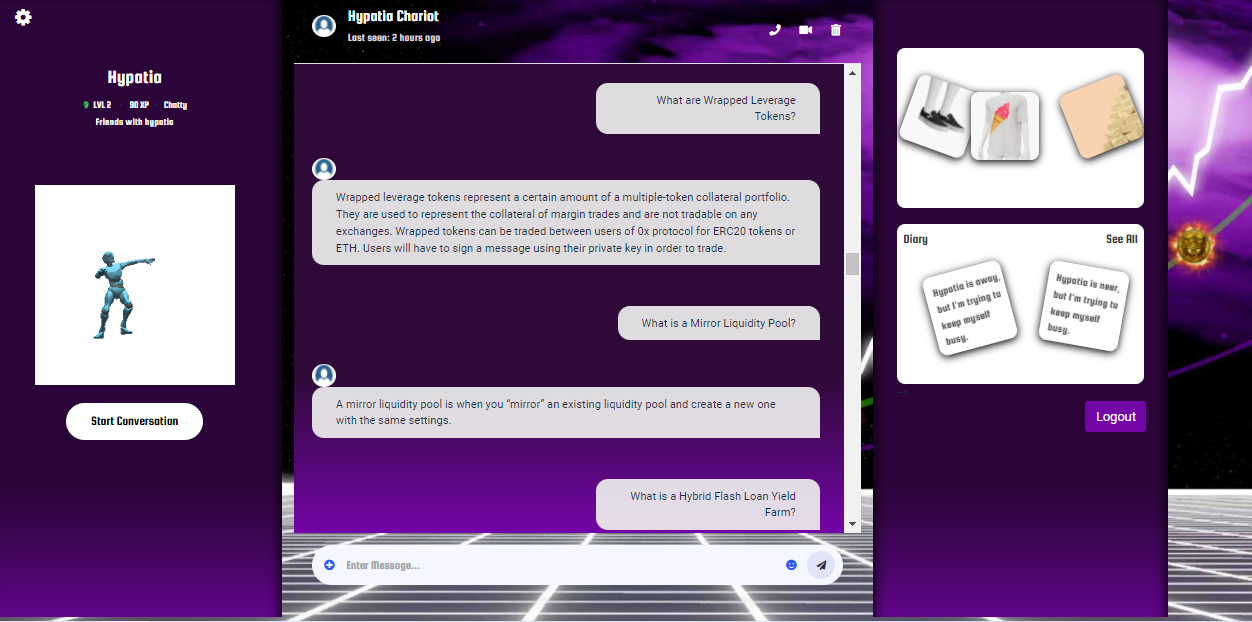 Hypatia
LVL 2
90 XP
Chatty
Friends with hypatia
Start Conversation
Hypatia Chariot
Last seen: 2 hours ago
What are Wrapped Leverage
Tokens?
Wrapped leverage tokens represent a certain amount of a multiple-token collateral portfolio.
They are used to represent the collateral of margin trades and are not tradable on any
exchanges. Wrapped tokens can be traded between users of 0x protocol for ERC20 tokens or
ETH. Users will have to sign a message using their private key in order to trade.
What is a Mirror Liquidity Pool?
A mirror liquidity pool is when you “mirror” an existing liquidity pool and create a new one
with the same settings.
What is a Hybrid Flash Loan Yield
Farm?
Enter Message...
Diary
See All
Hypatia is away,
but I'm trying to
keep myself
busy.
Hypatia is neer,
but I'm trying to
keep myself
busy.
-->
Logout